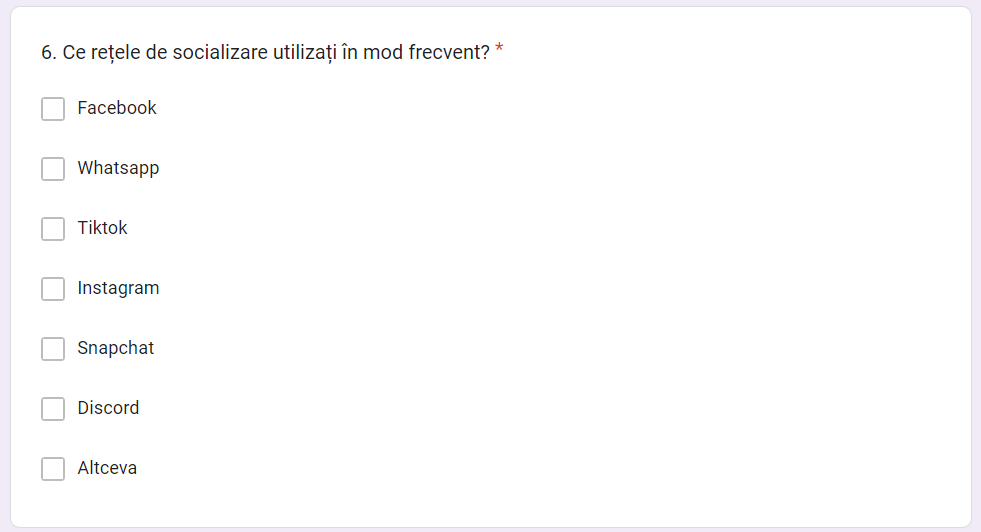 6. Ce rețele de socializare utilizați în mod frecvent? *
Facebook
Whatsapp
Tiktok
Instagram
Snapchat
Discord
Altceva